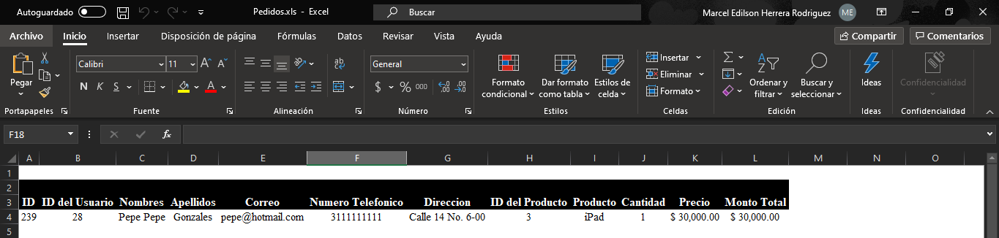 Autoguardado Pedidos.xls - Excel Buscar Marcel Edilson Herrera Rodriguez ME
Archivo Inicio Insertar Disposición de página Fórmulas Datos Revisar Vista Ayuda Compartir Comentarios
Pegar
Portapapeles
Calibri 11 A A
N K S A
Fuente
ab
Alineación
General
$ % 000
Número
Formato condicional
Dar formato como tabla
Estilos de celda
Estilos
Insertar
Eliminar
Formato
Celdas
Ordenar y filtrar
Buscar y seleccionar
Edición
Ideas
Ideas
Confidencialidad
Confidencialidad
F18 fx
A B C D E F G H I J K L M N O
1
2
3 ID ID del Usuario Nombres Apellidos Correo Numero Telefonico Direccion ID del Producto Producto Cantidad Precio Monto Total
4 239 28 Pepe Pepe Gonzales pepe@hotmail.com 3111111111 Calle 14 No. 6-00 3 iPad 1 $ 30,000.00 $ 30,000.00
5